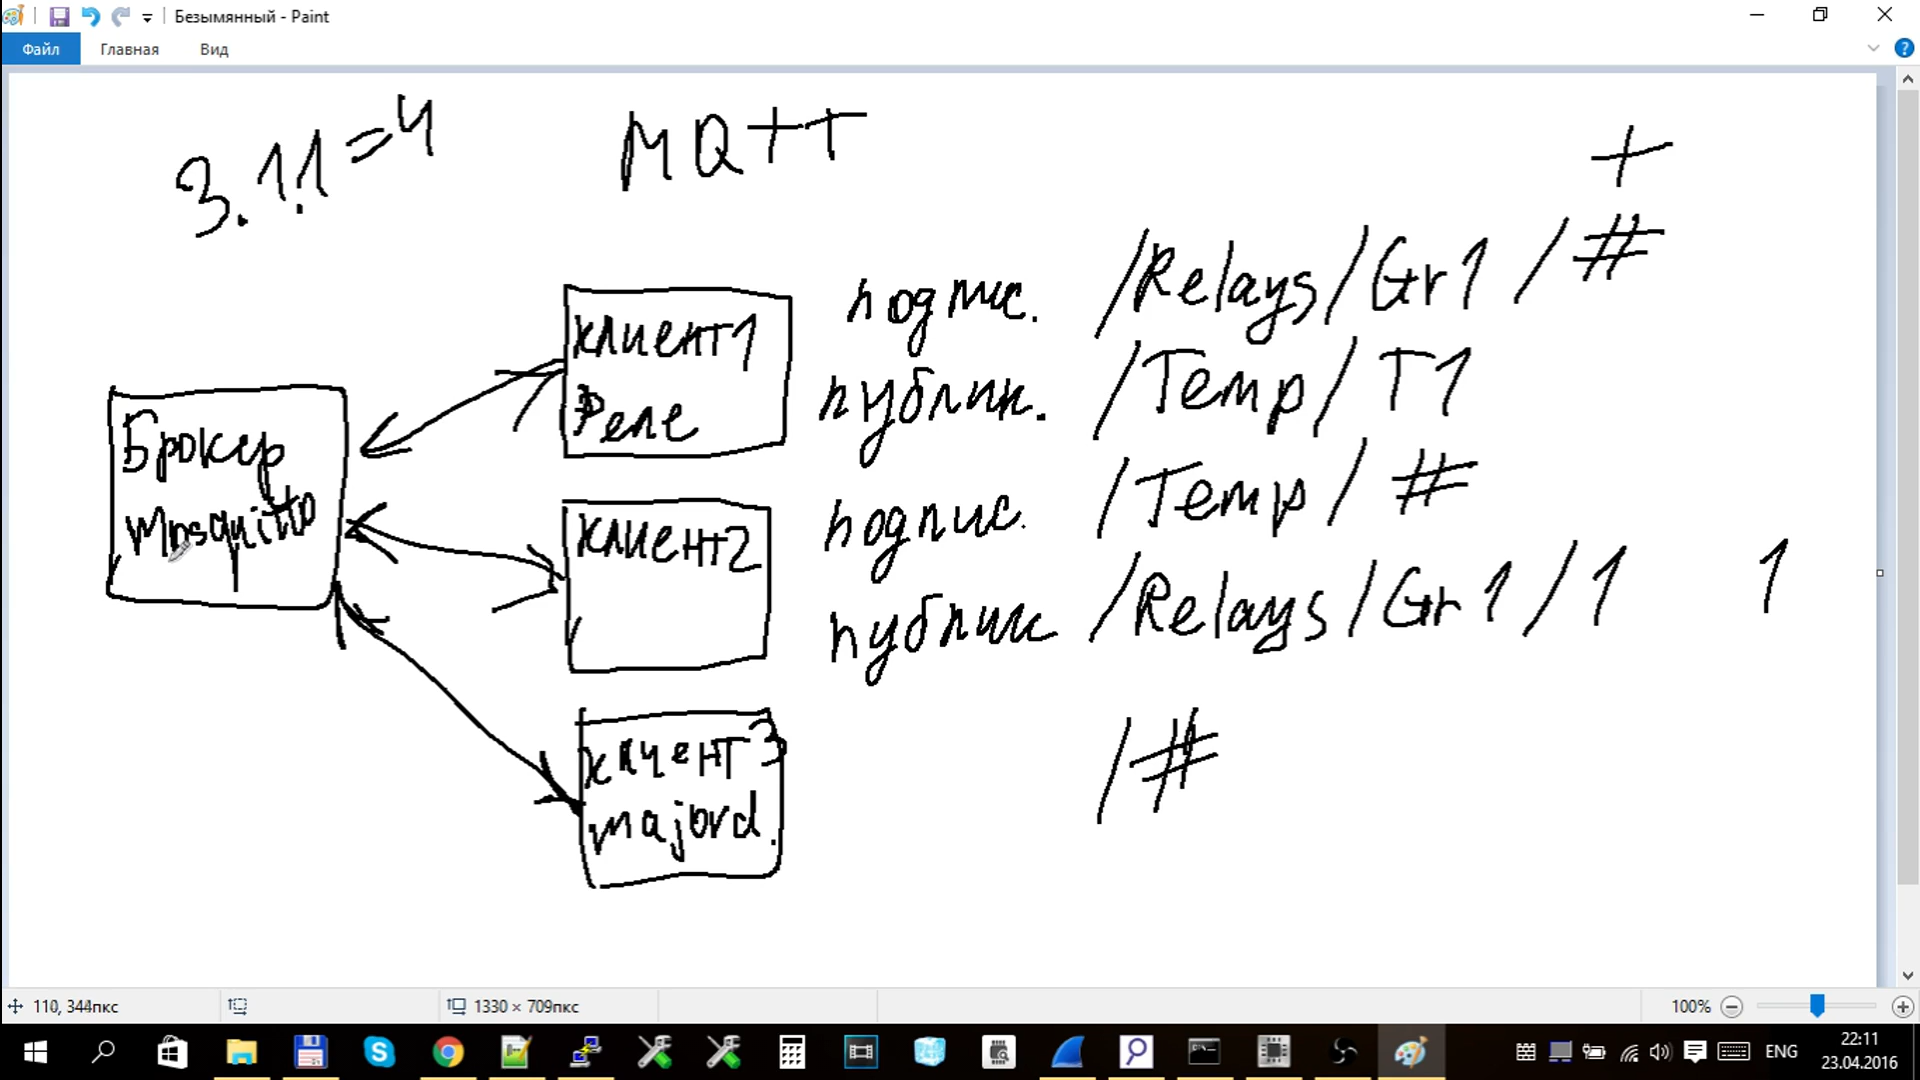 Безымянный - Paint
Файл Главная Вид
3.1.1=4
MQTT
+
Клиент1
Реле
подпис. /Relays/Gr1/#
публик. /Temp/T1
Брокер
Mosquitto
Клиент2
подпис. /Temp/#
публик /Relays/Gr1/1 1
Клиент3
majord.
/#
110, 344пкс
1330 × 709пкс
100%
ENG
22:11
23.04.2016